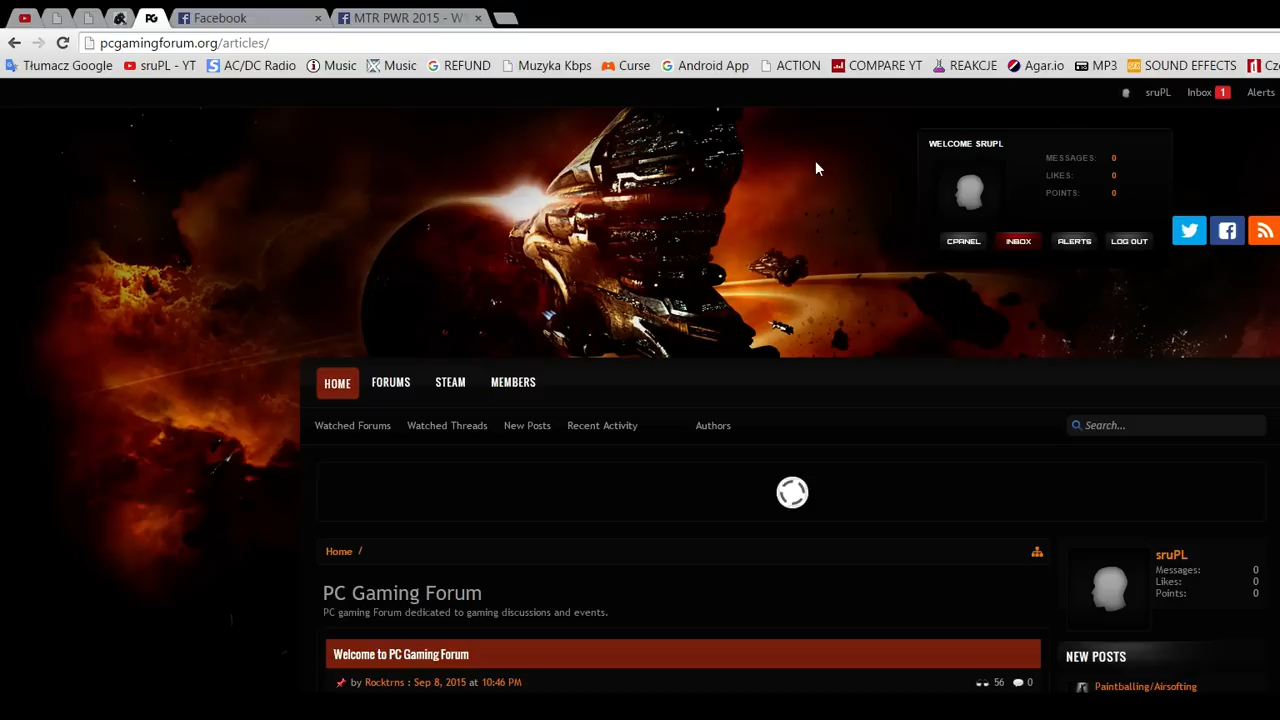 PG Facebook × MTR PWR 2015 - W ×
pcgamingforum.org/articles/
Tłumacz Google sruPL - YT AC/DC Radio Music Music REFUND Muzyka Kbps Curse Android App ACTION COMPARE YT REAKCJE Agar.io MP3 SOUND EFFECTS
sruPL Inbox 1 Alerts
WELCOME SRUPL
MESSAGES: 0
LIKES: 0
POINTS: 0
CPANEL INBOX ALERTS LOG OUT
HOME FORUMS STEAM MEMBERS
Watched Forums Watched Threads New Posts Recent Activity Authors Search...
Home /
sruPL
Messages: 0
Likes: 0
Points: 0
PC Gaming Forum
PC gaming Forum dedicated to gaming discussions and events.
Welcome to PC Gaming Forum
by Rocktrns : Sep 8, 2015 at 10:46 PM 56 0
NEW POSTS
Paintballing/Airsofting